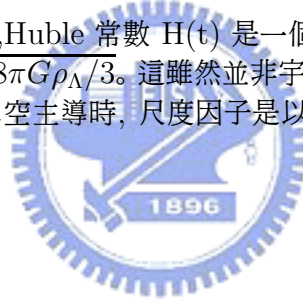 ,Huble 常數 H(t) 是一個
8πGρ_Λ/3。這雖然並非宇
空主導時, 尺度因子是以
1896